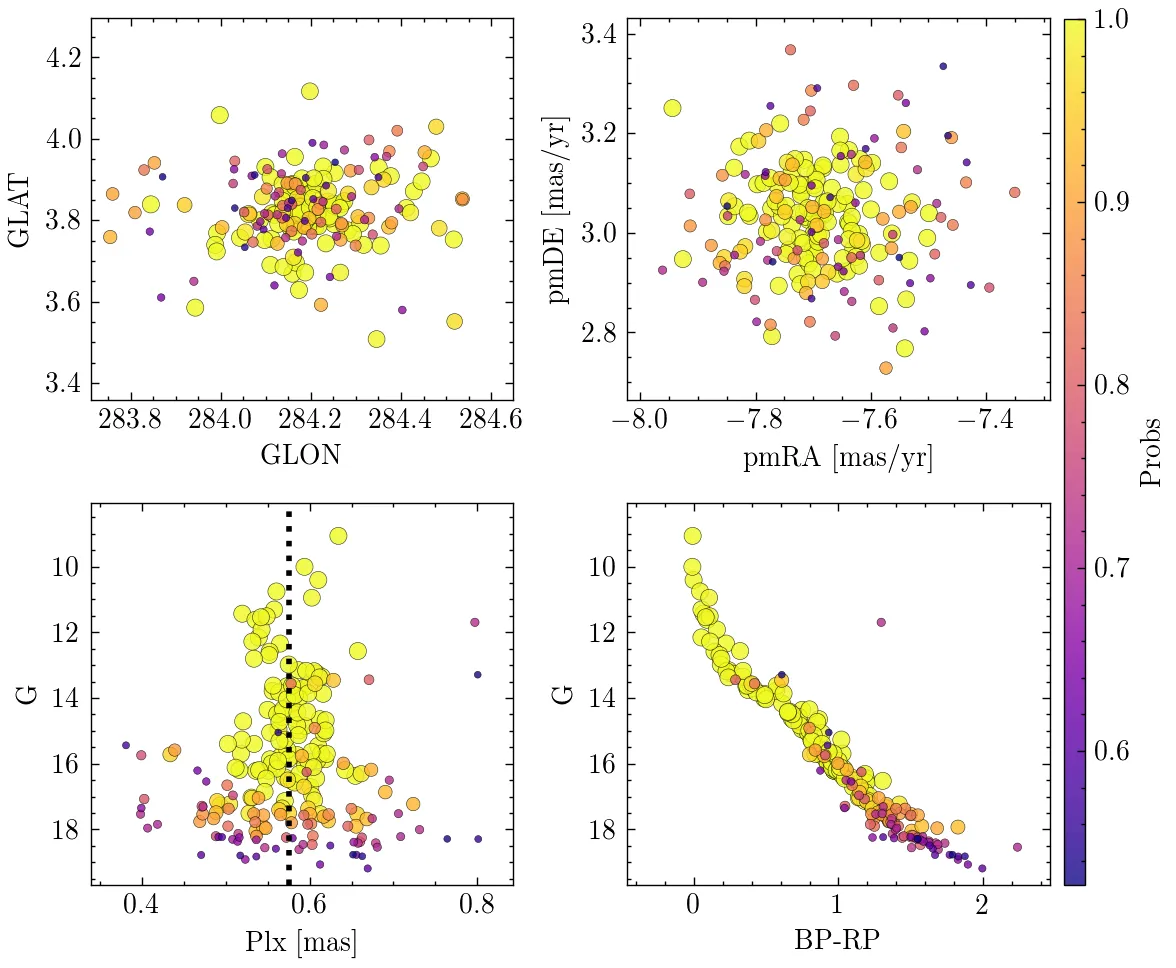 4.2
4.0
3.8
3.6
3.4
GLAT
283.8 284.0 284.2 284.4 284.6
GLON
3.4
3.2
3.0
2.8
pmDE [mas/yr]
−8.0 −7.8 −7.6 −7.4
pmRA [mas/yr]
10
12
14
16
18
G
0.4 0.6 0.8
Plx [mas]
10
12
14
16
18
G
0 1 2
BP-RP
1.0
0.9
0.8
0.7
0.6
Probs